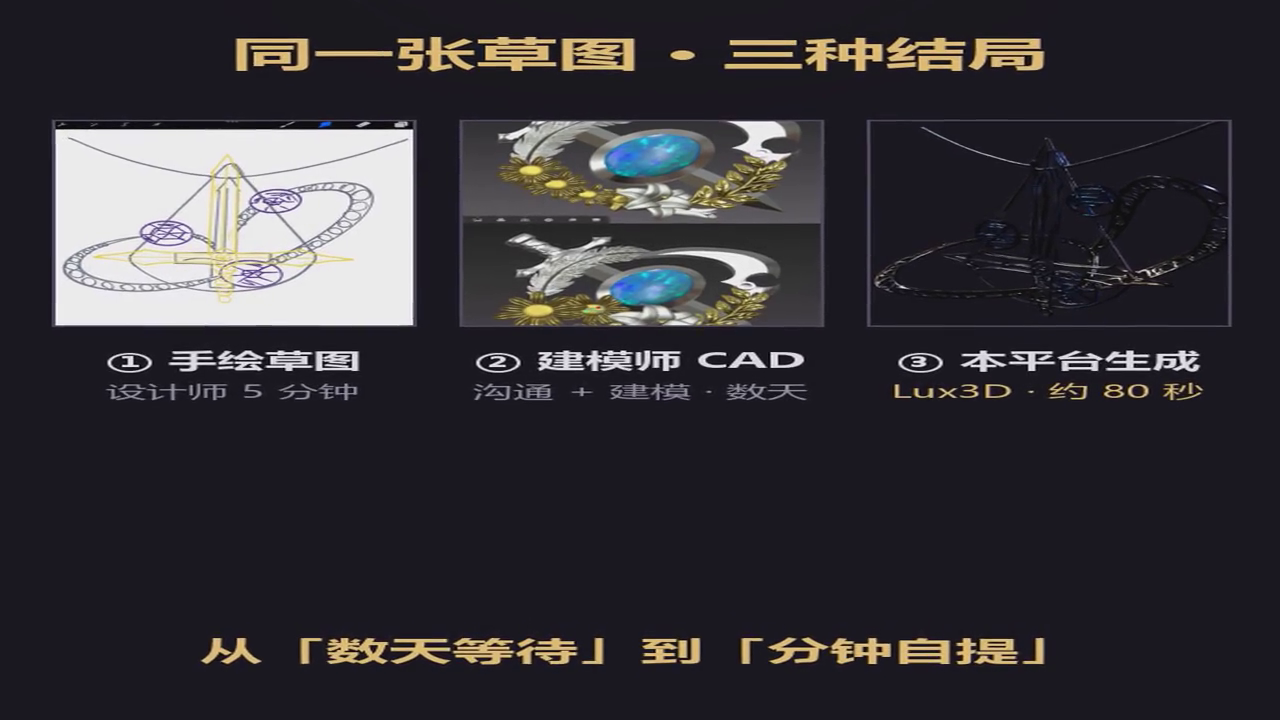 同一张草图 • 三种结局
① 手绘草图
设计师 5 分钟
② 建模师 CAD
沟通 + 建模 · 数天
③ 本平台生成
Lux3D · 约 80 秒
从「数天等待」到「分钟自提」